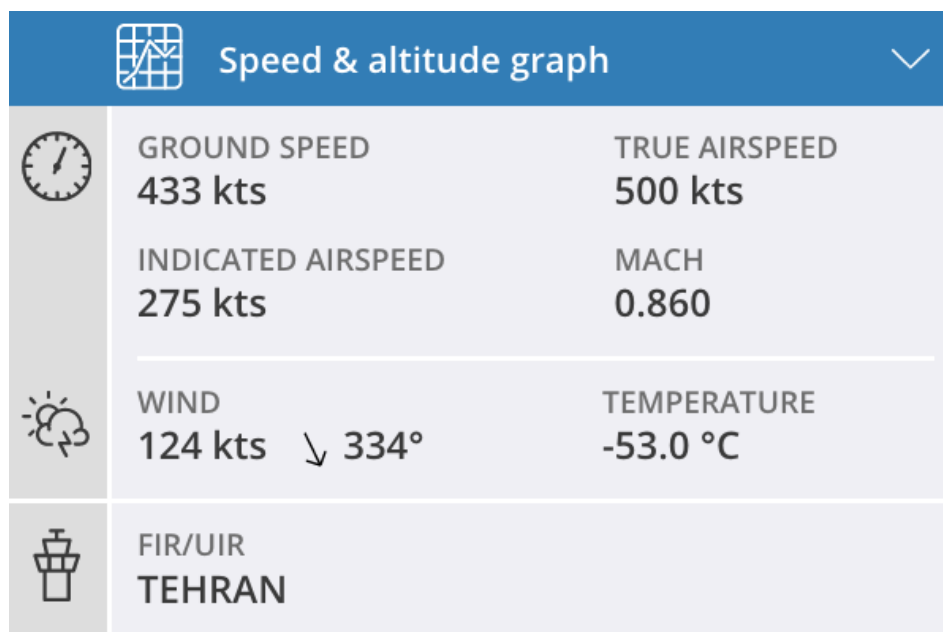 Speed & altitude graph
GROUND SPEED
433 kts
TRUE AIRSPEED
500 kts
INDICATED AIRSPEED
275 kts
MACH
0.860
WIND
124 kts 334°
TEMPERATURE
-53.0 °C
FIR/UIR
TEHRAN